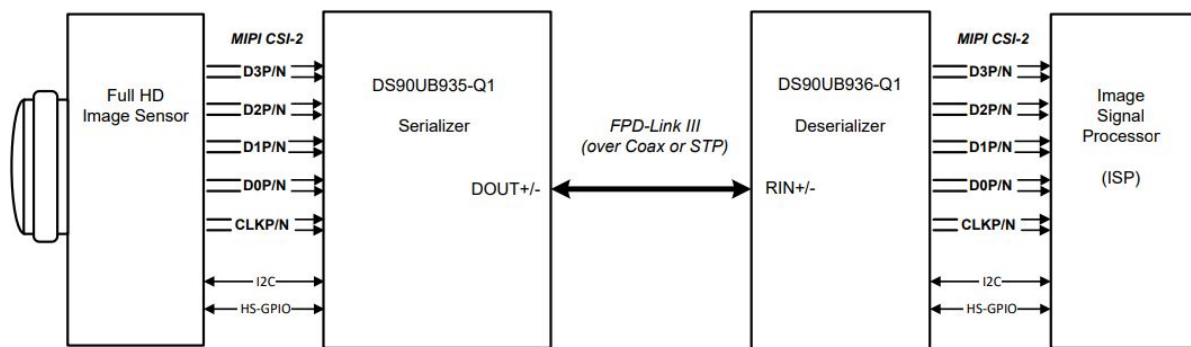 Full HD
Image Sensor
MIPI CSI-2
D3P/N
D2P/N
D1P/N
D0P/N
CLKP/N
I2C
HS-GPIO
DS90UB935-Q1
Serializer
DOUT+/-
FPD-Link III
(over Coax or STP)
DS90UB936-Q1
Deserializer
RIN+/-
MIPI CSI-2
D3P/N
D2P/N
D1P/N
D0P/N
CLKP/N
I2C
HS-GPIO
Image
Signal
Processor
(ISP)